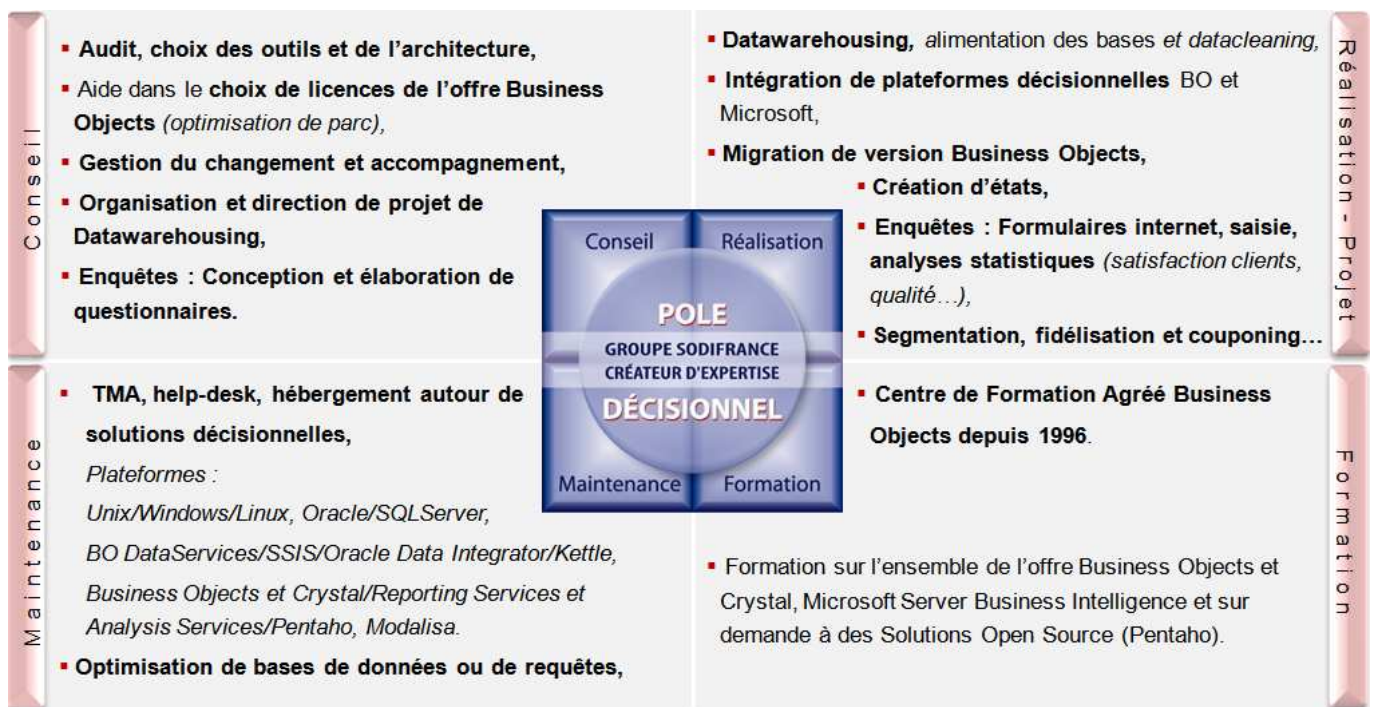 Conseil
▪ Audit, choix des outils et de l'architecture,
▪ Aide dans le choix de licences de l'offre Business
Objects (optimisation de parc),
▪ Gestion du changement et accompagnement,
▪ Organisation et direction de projet de
Datawarehousing,
▪ Enquêtes : Conception et élaboration de
questionnaires.
▪ Datawarehousing, alimentation des bases et datacleaning,
▪ Intégration de plateformes décisionnelles BO et
Microsoft,
▪ Migration de version Business Objects,
▪ Création d'états,
▪ Enquêtes : Formulaires internet, saisie,
analyses statistiques (satisfaction clients,
qualité…),
▪ Segmentation, fidélisation et couponing…
Réalisation - Projet
Conseil
Réalisation
POLE
GROUPE SODIFRANCE
CRÉATEUR D'EXPERTISE
DÉCISIONNEL
Maintenance
Formation
Maintenance
▪ TMA, help-desk, hébergement autour de
solutions décisionnelles,
Plateformes :
Unix/Windows/Linux, Oracle/SQLServer,
BO DataServices/SSIS/Oracle Data Integrator/Kettle,
Business Objects et Crystal/Reporting Services et
Analysis Services/Pentaho, Modalisa.
▪ Optimisation de bases de données ou de requêtes,
▪ Centre de Formation Agréé Business
Objects depuis 1996.
▪ Formation sur l'ensemble de l'offre Business Objects et
Crystal, Microsoft Server Business Intelligence et sur
demande à des Solutions Open Source (Pentaho).
Formation